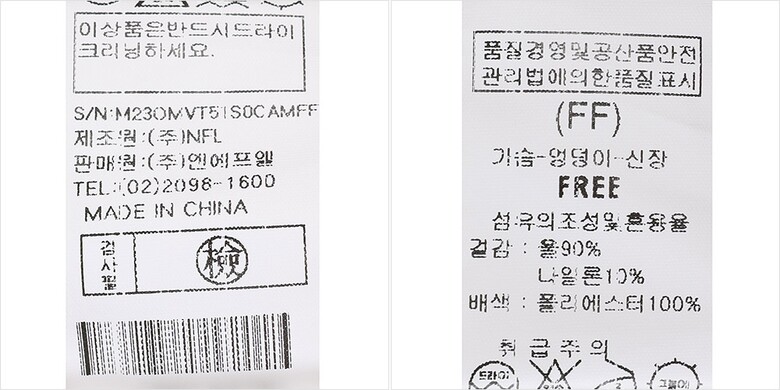 이상품은반드시드라이
크리닝하세요.
S/N:M230MVT51S0CAMFF
제조원:(주)NFL
판매원:(주)엔에프엘
TEL:(02)2098-1600
MADE IN CHINA
검사필
檢
품질경영및공산품안전
관리법에의한품질표시
(FF)
가슴-엉덩이-신장
FREE
섬유의조성및혼용율
겉감 : 울90%
나일론10%
배색 : 폴리에스터100%
취급주의
드라이